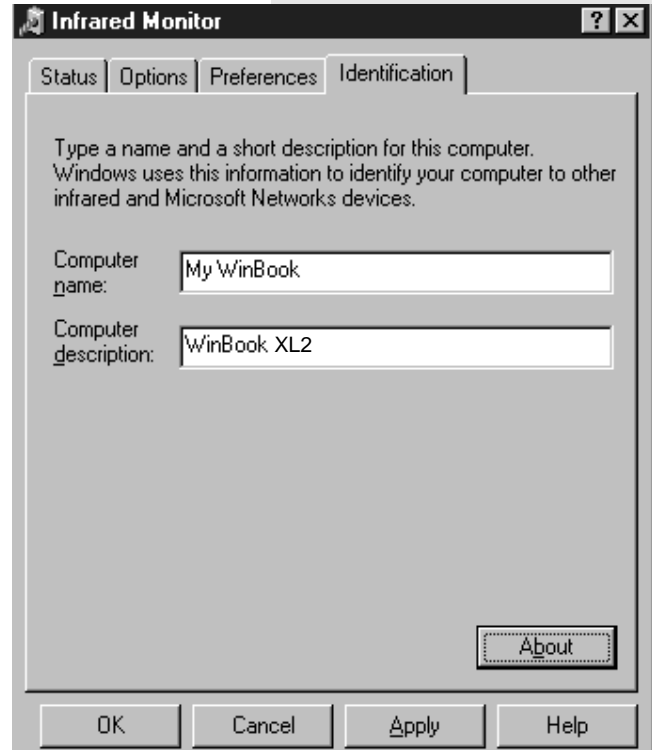 Infrared Monitor
Status Options Preferences Identification
Type a name and a short description for this computer.
Windows uses this information to identify your computer to other
infrared and Microsoft Networks devices.
Computer
name:
My WinBook
Computer
description:
WinBook XL2
About
OK Cancel Apply Help